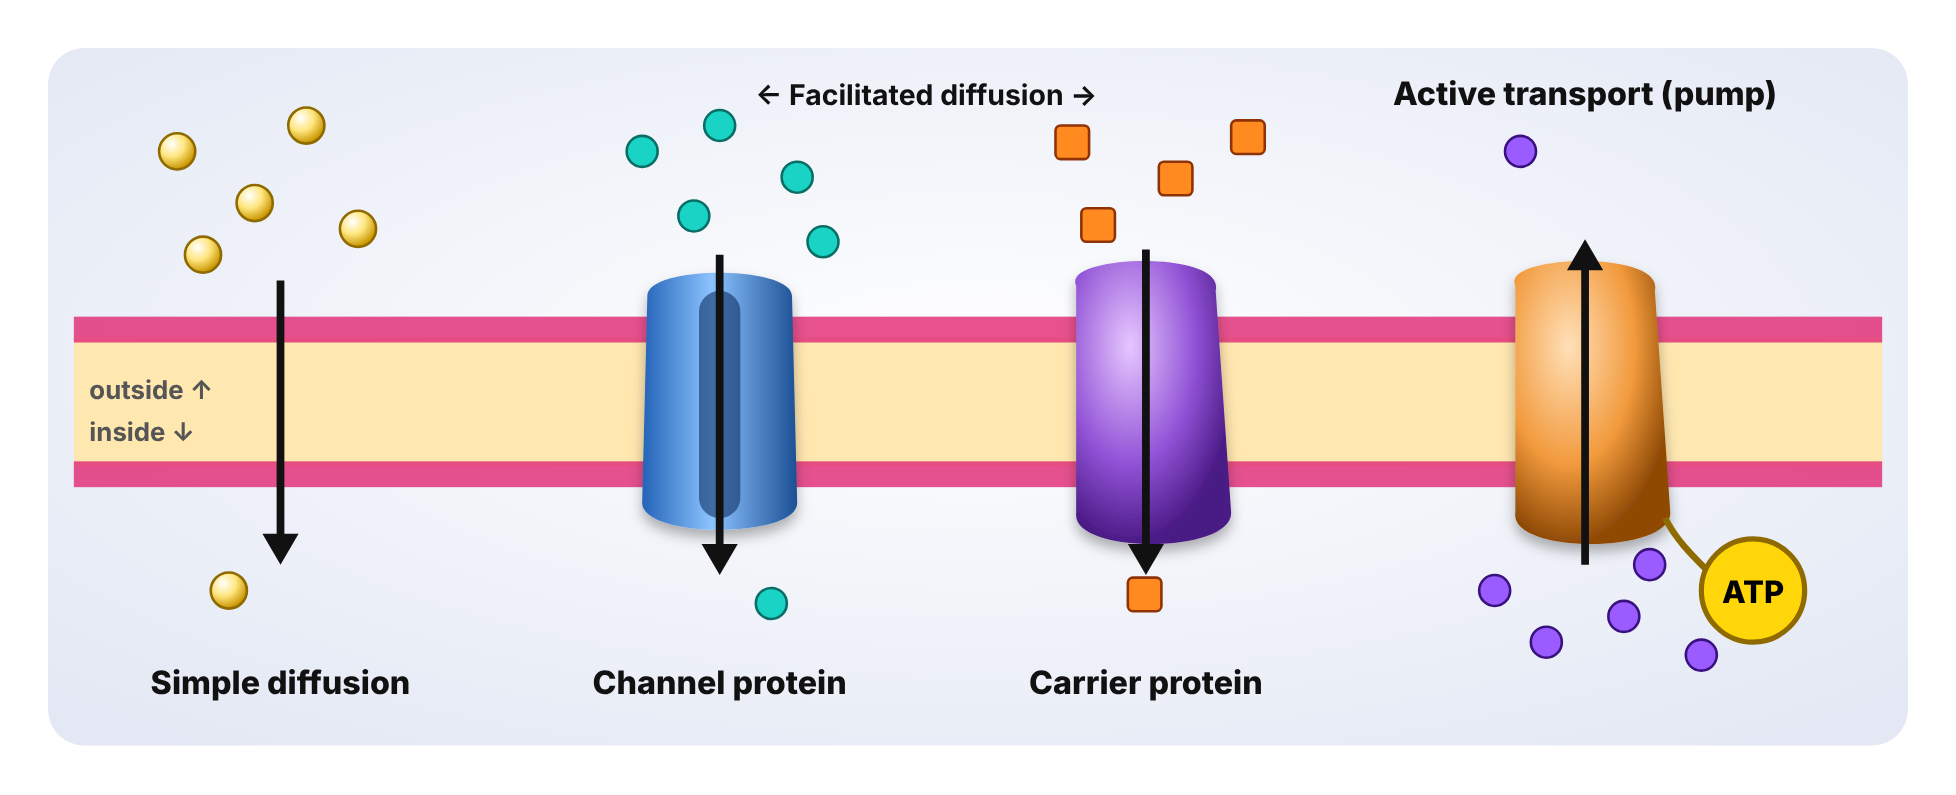 ← Facilitated diffusion →
Active transport (pump)
outside ↑
inside ↓
ATP
Simple diffusion
Channel protein
Carrier protein